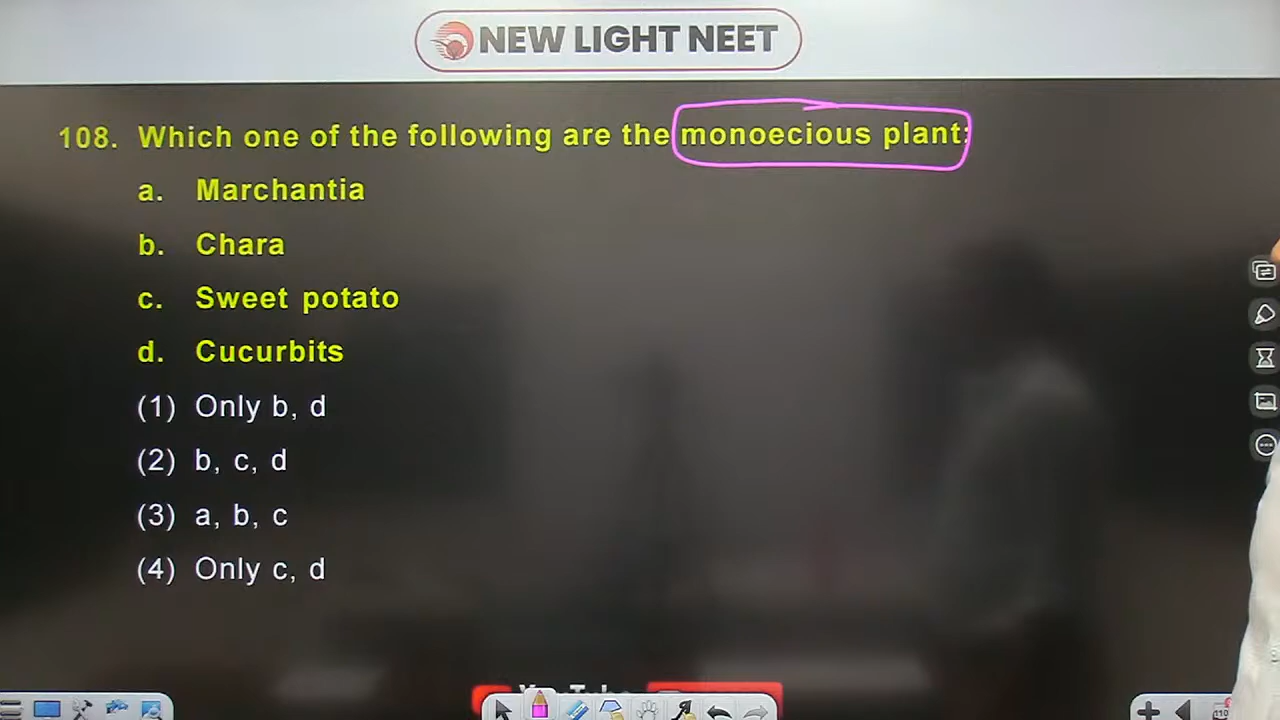 NEW LIGHT NEET
108. Which one of the following are the monoecious plant:
a. Marchantia
b. Chara
c. Sweet potato
d. Cucurbits
(1) Only b, d
(2) b, c, d
(3) a, b, c
(4) Only c, d